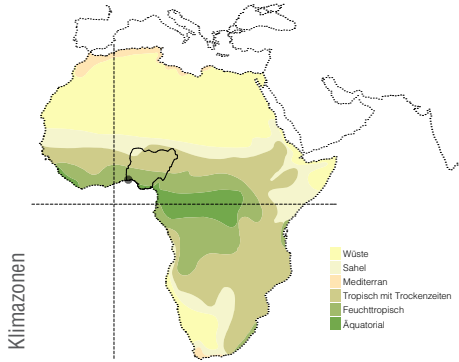 Klimazonen
Wüste
Sahel
Mediterran
Tropisch mit Trockenzeiten
Feuchttropisch
Äquatorial